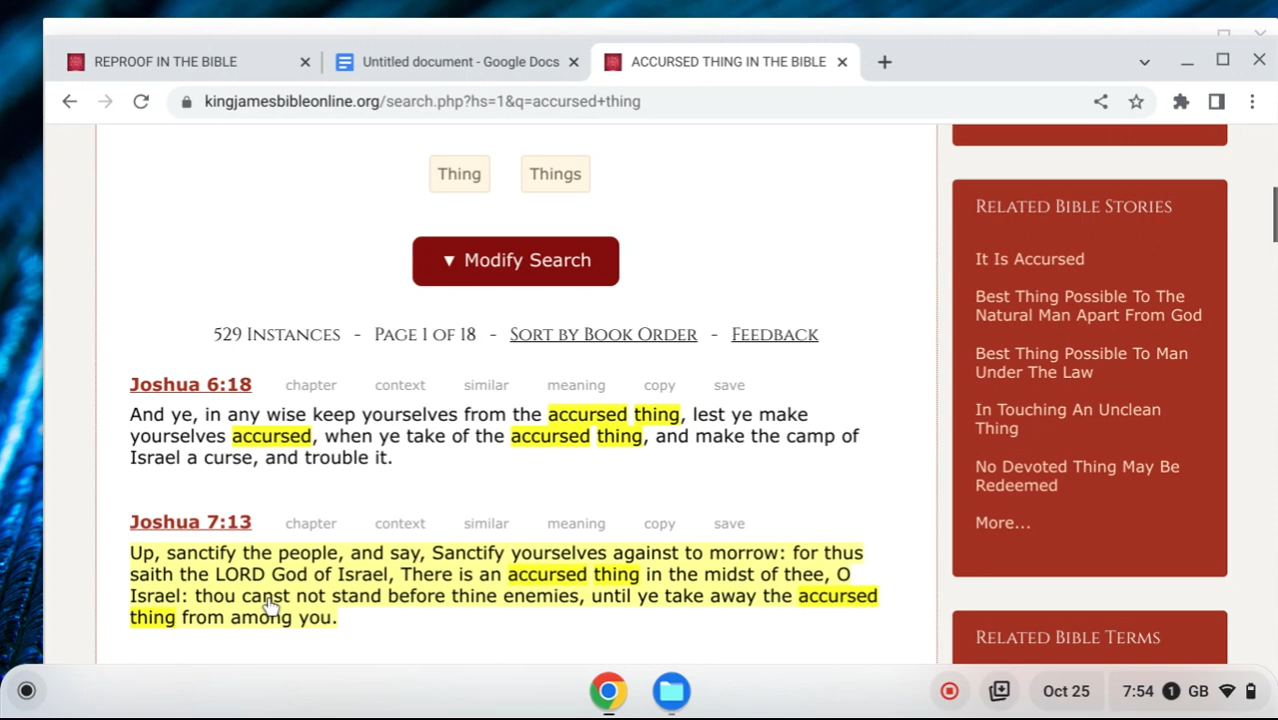 REPROOF IN THE BIBLE
Untitled document - Google Docs
ACCURSED THING IN THE BIBLE
kingjamesbibleonline.org/search.php?hs=1&q=accursed+thing
Thing Things
▼ Modify Search
529 Instances - Page 1 of 18 - Sort by Book Order - Feedback
Joshua 6:18 chapter context similar meaning copy save
And ye, in any wise keep yourselves from the accursed thing, lest ye make
yourselves accursed, when ye take of the accursed thing, and make the camp of
Israel a curse, and trouble it.
Joshua 7:13 chapter context similar meaning copy save
Up, sanctify the people, and say, Sanctify yourselves against to morrow: for thus
saith the LORD God of Israel, There is an accursed thing in the midst of thee, O
Israel: thou canst not stand before thine enemies, until ye take away the accursed
thing from among you.
Related Bible Stories
It Is Accursed
Best Thing Possible To The
Natural Man Apart From God
Best Thing Possible To Man
Under The Law
In Touching An Unclean
Thing
No Devoted Thing May Be
Redeemed
More...
Related Bible Terms
Oct 25 7:54 1 GB